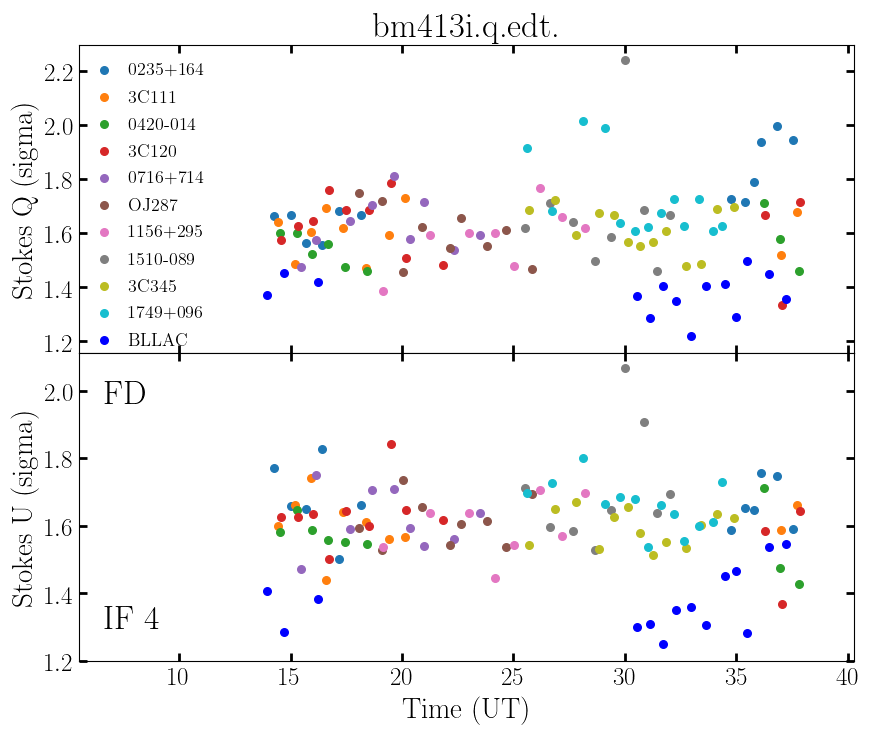 bm413i.q.edt.
Stokes Q (sigma)
2.2
2.0
1.8
1.6
1.4
1.2
0235+164
3C111
0420-014
3C120
0716+714
OJ287
1156+295
1510-089
3C345
1749+096
BLLAC
Stokes U (sigma)
2.0
1.8
1.6
1.4
1.2
FD
IF 4
10 15 20 25 30 35 40
Time (UT)